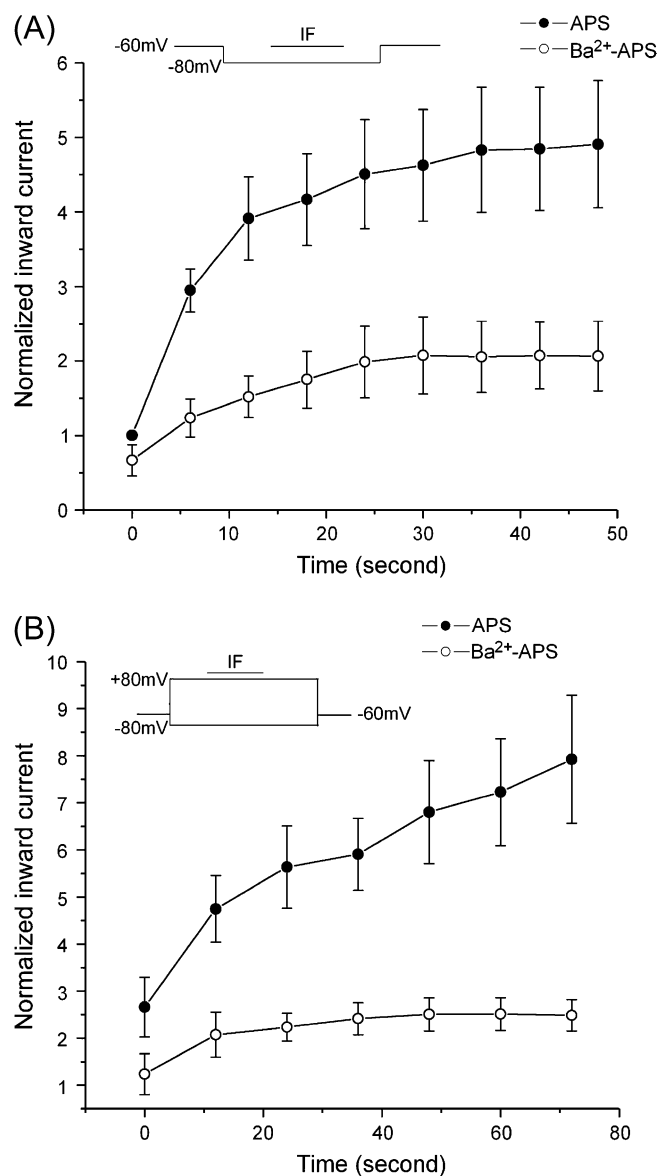 (A)
APS
Ba²⁺-APS
-60mV
IF
-80mV
6
5
4
3
2
1
0
Normalized inward current
0 10 20 30 40 50
Time (second)
(B)
APS
Ba²⁺-APS
+80mV
IF
-80mV
-60mV
10
9
8
7
6
5
4
3
2
1
Normalized inward current
0 20 40 60 80
Time (second)